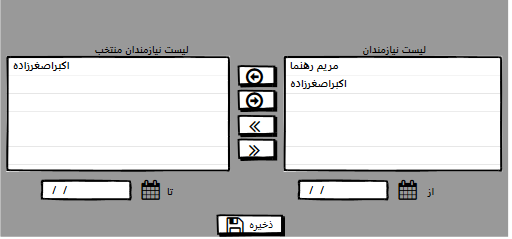 لیست نیازمندان
لیست نیازمندان منتخب
مریم رهنما
اکبراصغرزاده
اکبراصغرزاده
از
/ /
تا
/ /
ذخیره